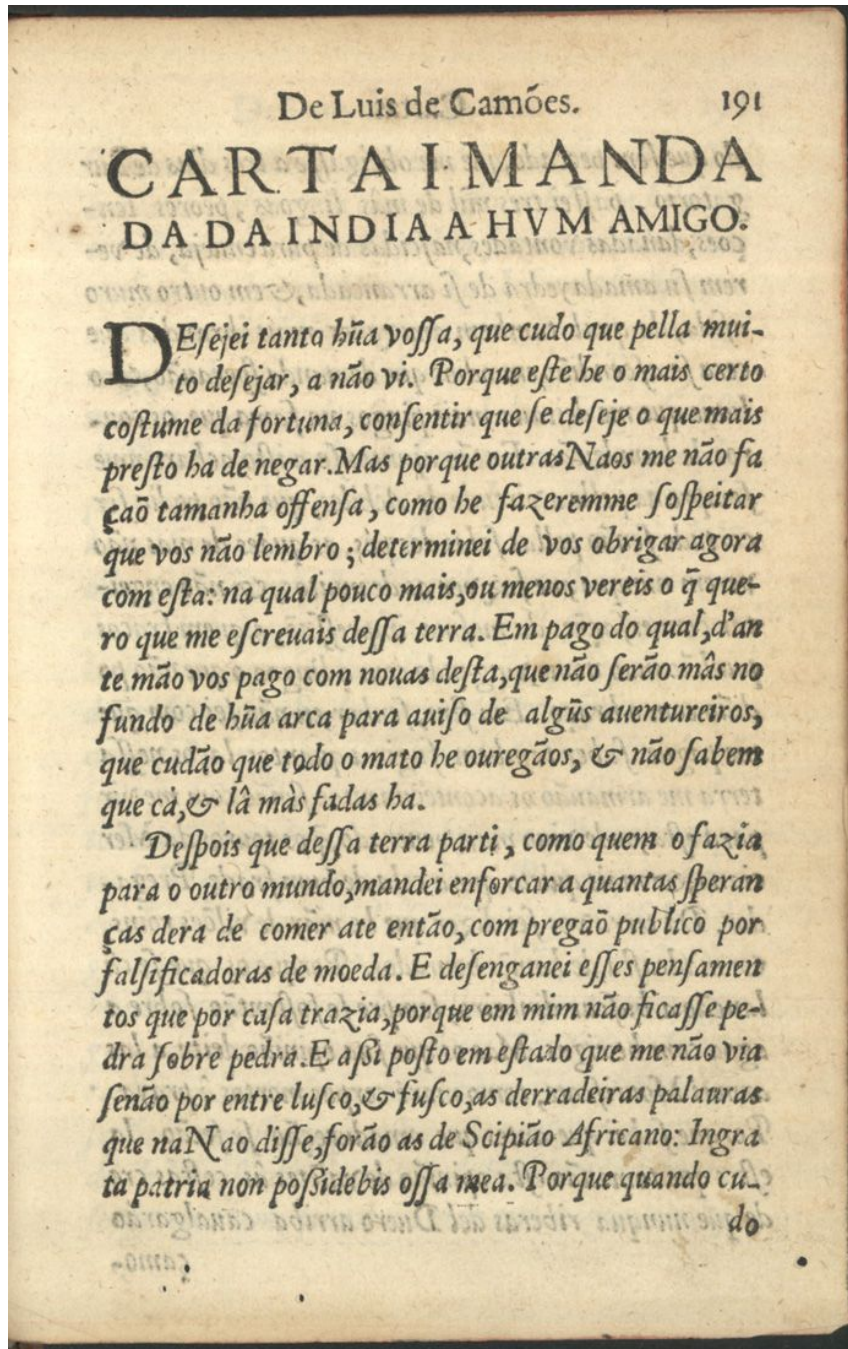 De Luis de Camões. 191
CARTA I. MANDA
DA DA INDIA A HVM AMIGO.
DEſejei tanto hũa voſſa, que cudo que pella mui-
to deſejar, a não vi. Porque eſte he o mais certo
coſtume da fortuna, conſentir que ſe deſeje o que mais
preſto ha de negar. Mas porque outras Naos me não fa
çaõ tamanha offenſa, como he fazeremme ſoſpeitar
que vos não lembro; determinei de vos obrigar agora
com eſta: na qual pouco mais, ou menos vereis o q̃ que-
ro que me eſcreuais deſſa terra. Em pago do qual, d'an
te mão vos pago com nouas deſta, que não ſerão mâs no
fundo de hũa arca para auiſo de algũs auentureiros,
que cudão que todo o mato he ouregãos, & não ſabem
que cà, & lâ màs fadas ha.
Deſpois que deſſa terra parti, como quem o fazia
para o outro mundo, mandei enforcar a quantas ſperan
ças dera de comer ate então, com pregaõ publico por
falſificadoras de moeda. E deſenganei eſſes penſamen
tos que por caſa trazia, porque em mim não ficaſſe pe-
dra ſobre pedra. E aßi poſto em eſtado que me não via
ſenão por entre luſco, & fuſco, as derradeiras palauras
que na Nao diſſe, forão as de Scipião Africano: Ingra
ta patria non poßidebis oſſa mea. Porque quando cu-
do